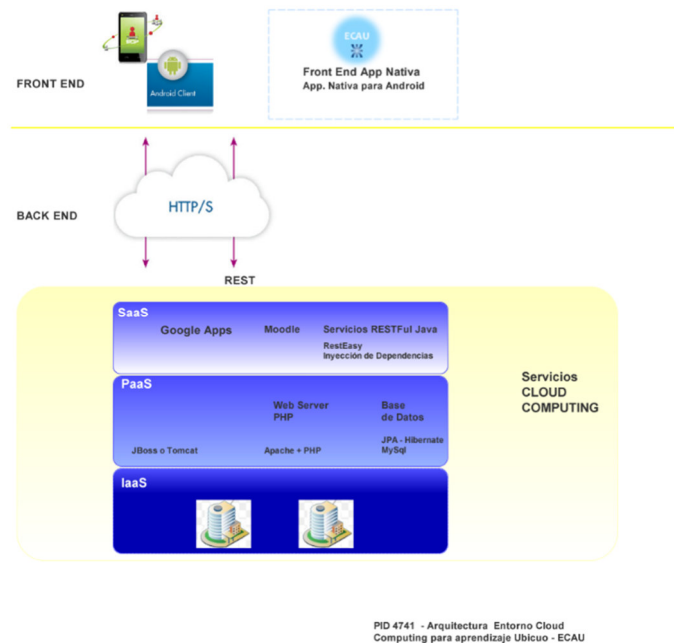 ECAU
Front End App Nativa
App. Nativa para Android
FRONT END
Android Client
HTTP/S
BACK END
REST
SaaS
Google Apps Moodle Servicios RESTFul Java
RestEasy
Inyección de Dependencias
PaaS
Servicios
CLOUD
COMPUTING
Web Server Base
PHP de Datos
JPA - Hibernate
JBoss o Tomcat Apache + PHP MySql
IaaS
PID 4741 - Arquitectura Entorno Cloud
Computing para aprendizaje Ubicuo - ECAU